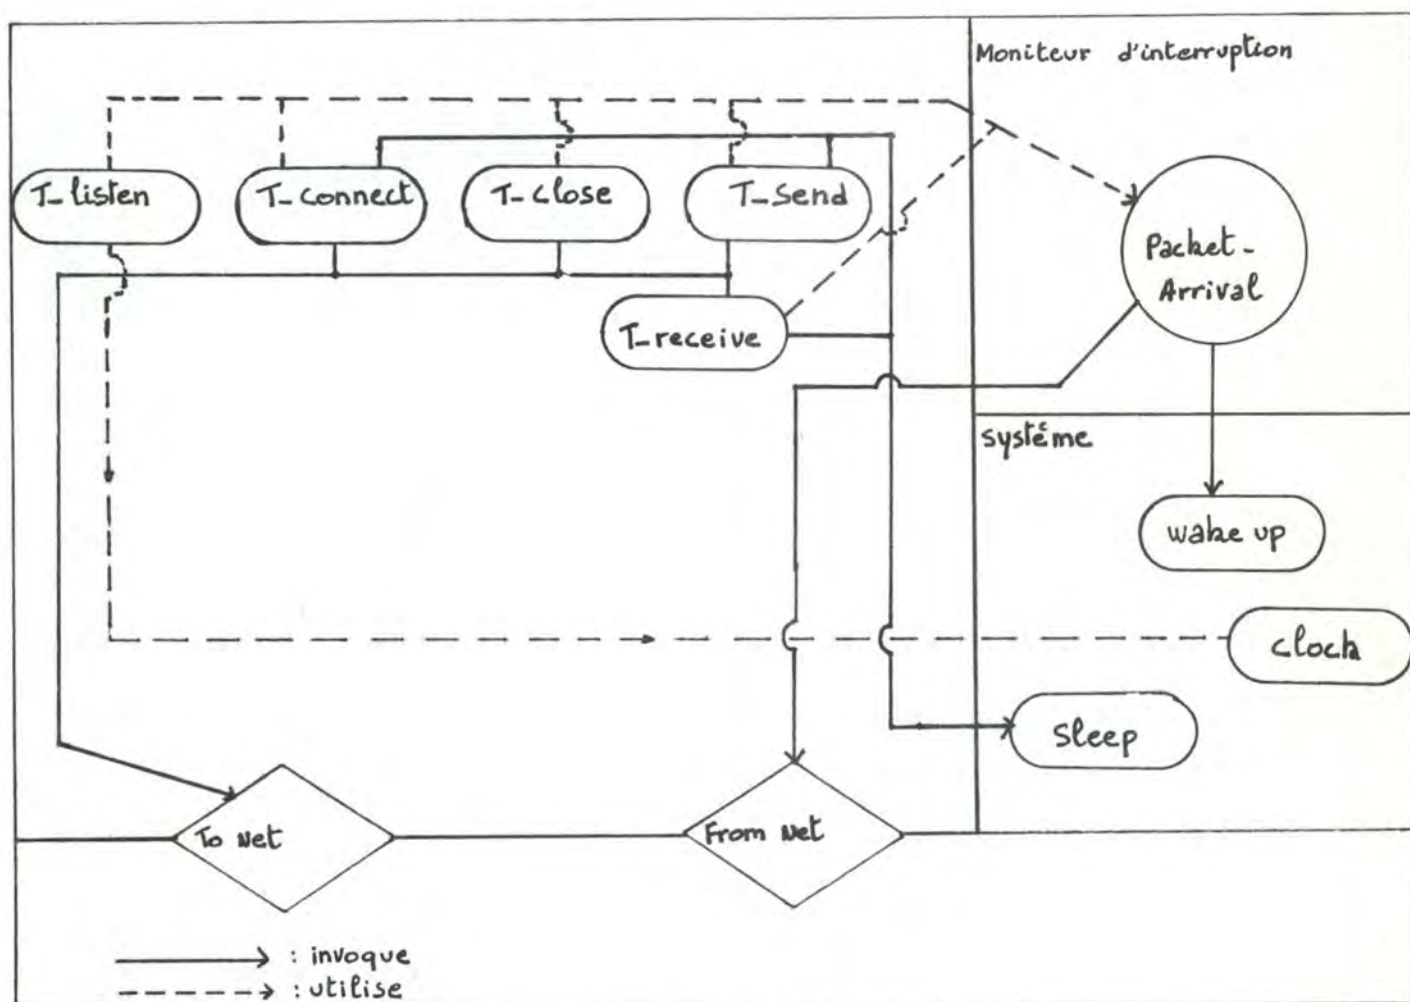 Moniteur d'interruption
T_listen
T_connect
T_close
T_Send
Packet_
Arrival
T_receive
système
wake up
clock
Sleep
To Net
From Net
: invoque
: utilise